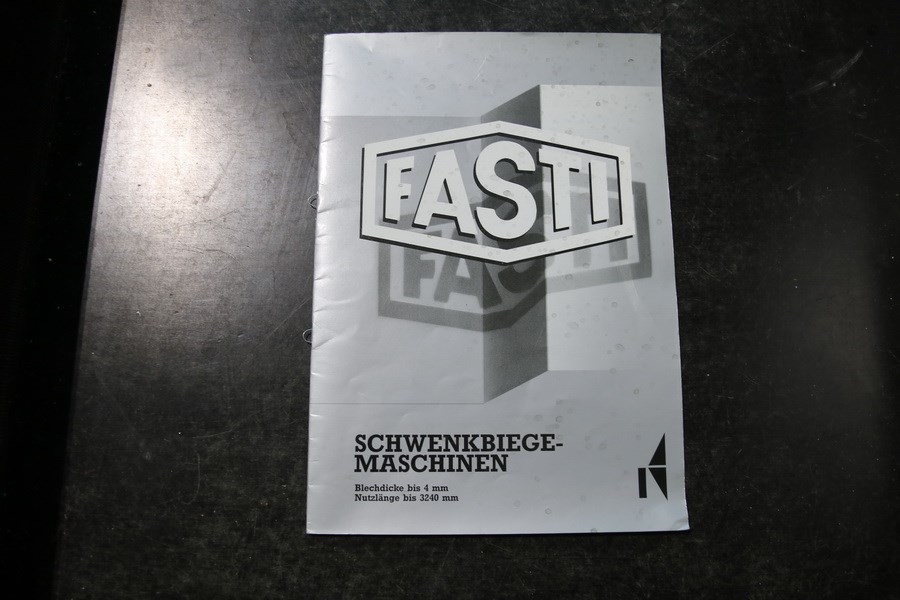 FASTI
FASTI
SCHWENKBIEGE-
MASCHINEN
Blechdicke bis 4 mm
Nutzlänge bis 3240 mm